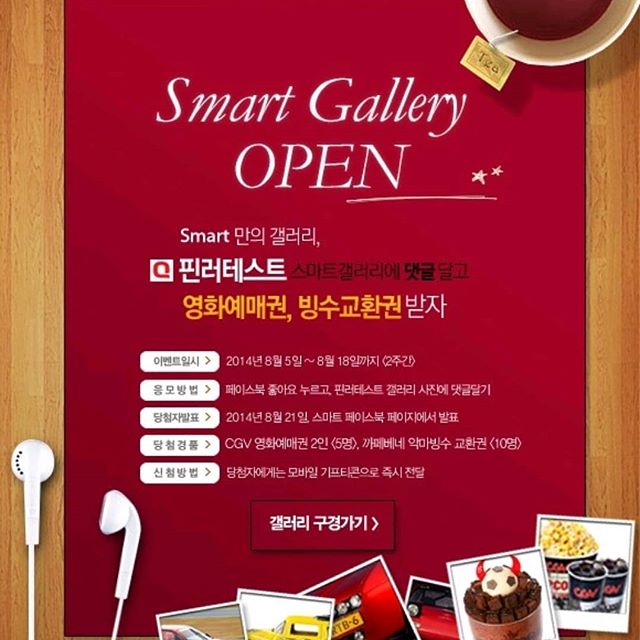 Tea
Smart Gallery
OPEN
Smart 만의 갤러리,
핀러테스트 스마트갤러리에 댓글 달고
영화예매권, 빙수교환권 받자
이벤트일시 > 2014년 8월 5일 ~ 8월 18일까지 <2주간>
응모방법 > 페이스북 좋아요 누르고, 핀러테스트 갤러리 사진에 댓글달기
당첨자발표 > 2014년 8월 21일, 스마트 페이스북 페이지에서 발표
당첨경품 > CGV 영화예매권 2인 <5명>, 까페베네 악마빙수 교환권 <10명>
신첨방법 > 당첨자에게는 모바일 기프티콘으로 즉시 전달
갤러리 구경가기 >
TB-6